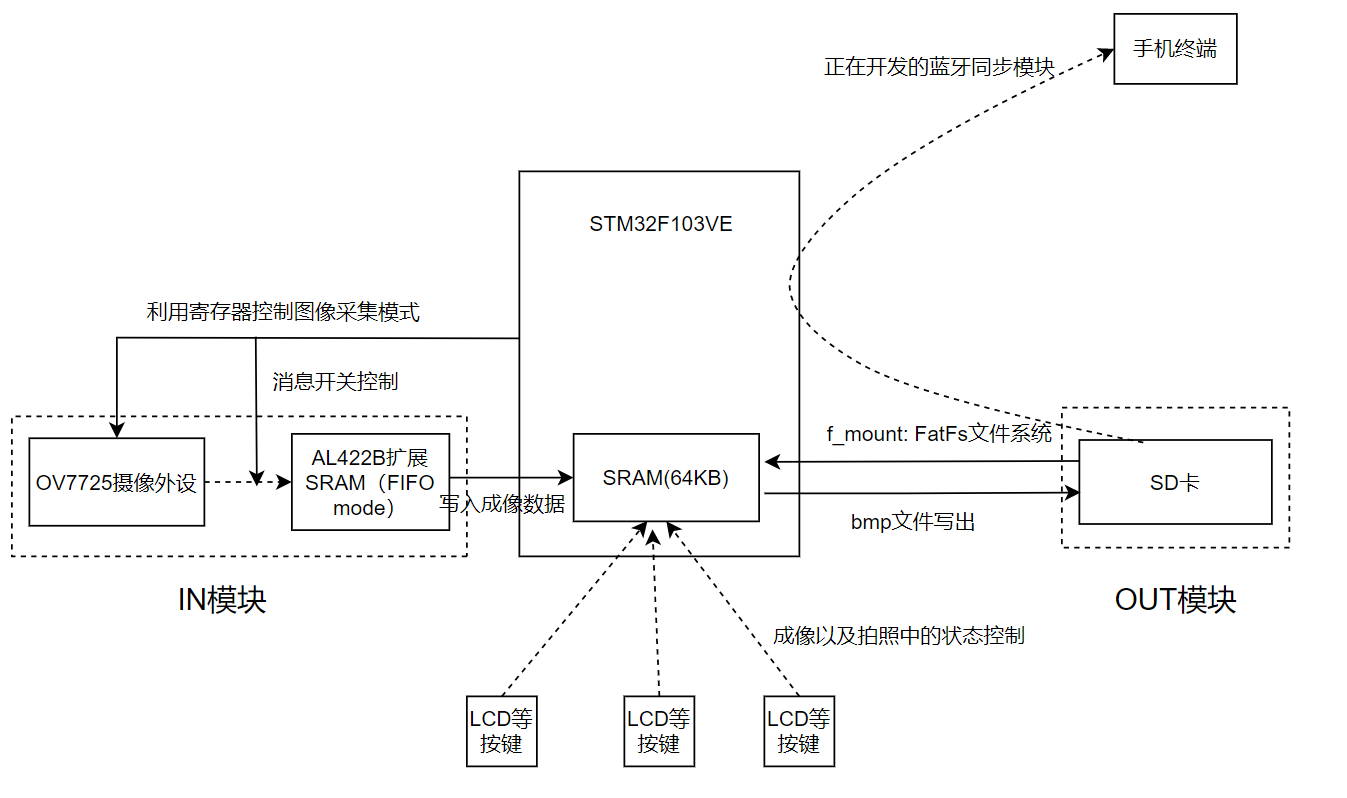 手机终端
正在开发的蓝牙同步模块
STM32F103VE
利用寄存器控制图像采集模式
消息开关控制
OV7725摄像外设
AL422B扩展
SRAM（FIFO
mode）
写入成像数据
SRAM(64KB)
f_mount: FatFs文件系统
bmp文件写出
SD卡
IN模块
OUT模块
成像以及拍照中的状态控制
LCD等
按键
LCD等
按键
LCD等
按键